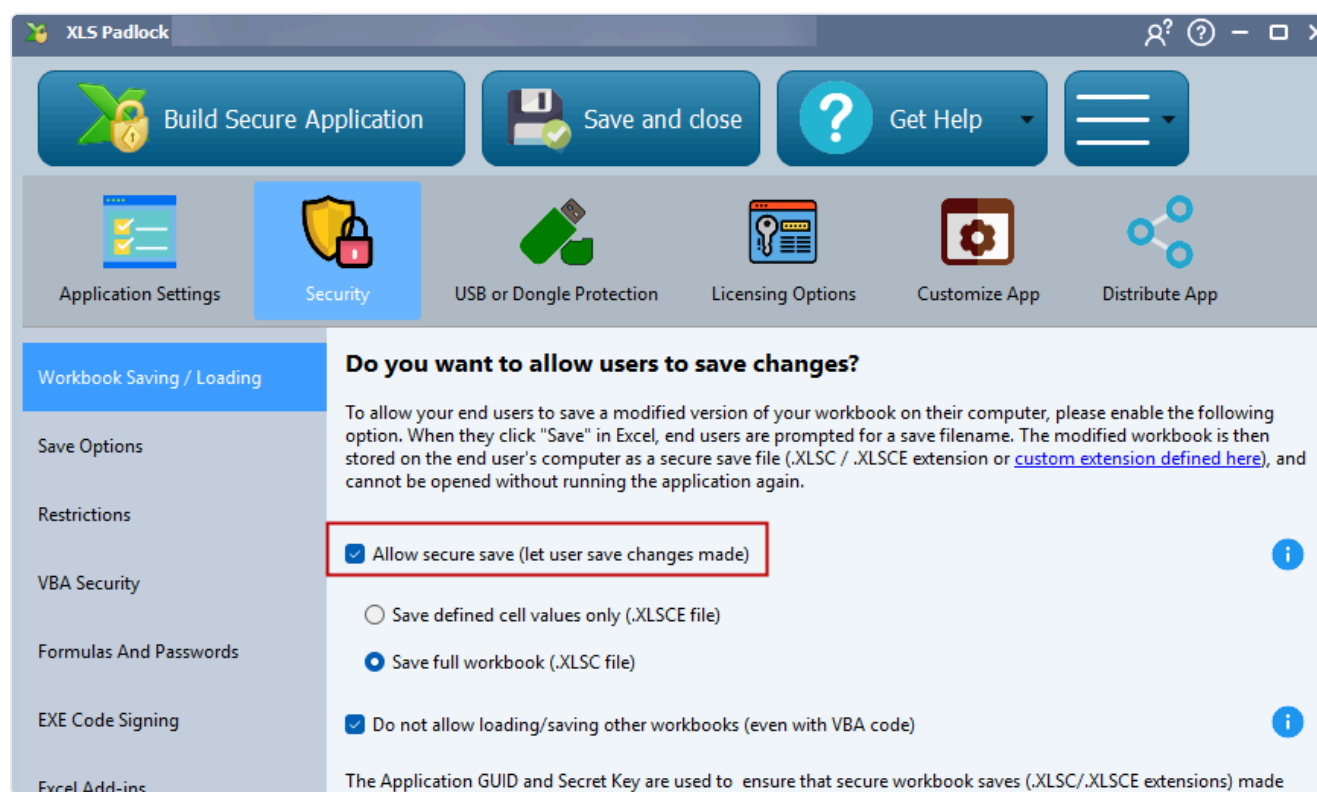 XLS Padlock
Build Secure Application
Save and close
Get Help
Application Settings
Security
USB or Dongle Protection
Licensing Options
Customize App
Distribute App
Workbook Saving / Loading
Save Options
Restrictions
VBA Security
Formulas And Passwords
EXE Code Signing
Excel Add-ins
Do you want to allow users to save changes?
To allow your end users to save a modified version of your workbook on their computer, please enable the following
option. When they click "Save" in Excel, end users are prompted for a save filename. The modified workbook is then
stored on the end user's computer as a secure save file (.XLSC / .XLSCE extension or custom extension defined here), and
cannot be opened without running the application again.
Allow secure save (let user save changes made)
Save defined cell values only (.XLSCE file)
Save full workbook (.XLSC file)
Do not allow loading/saving other workbooks (even with VBA code)
The Application GUID and Secret Key are used to ensure that secure workbook saves (.XLSC/.XLSCE extensions) made